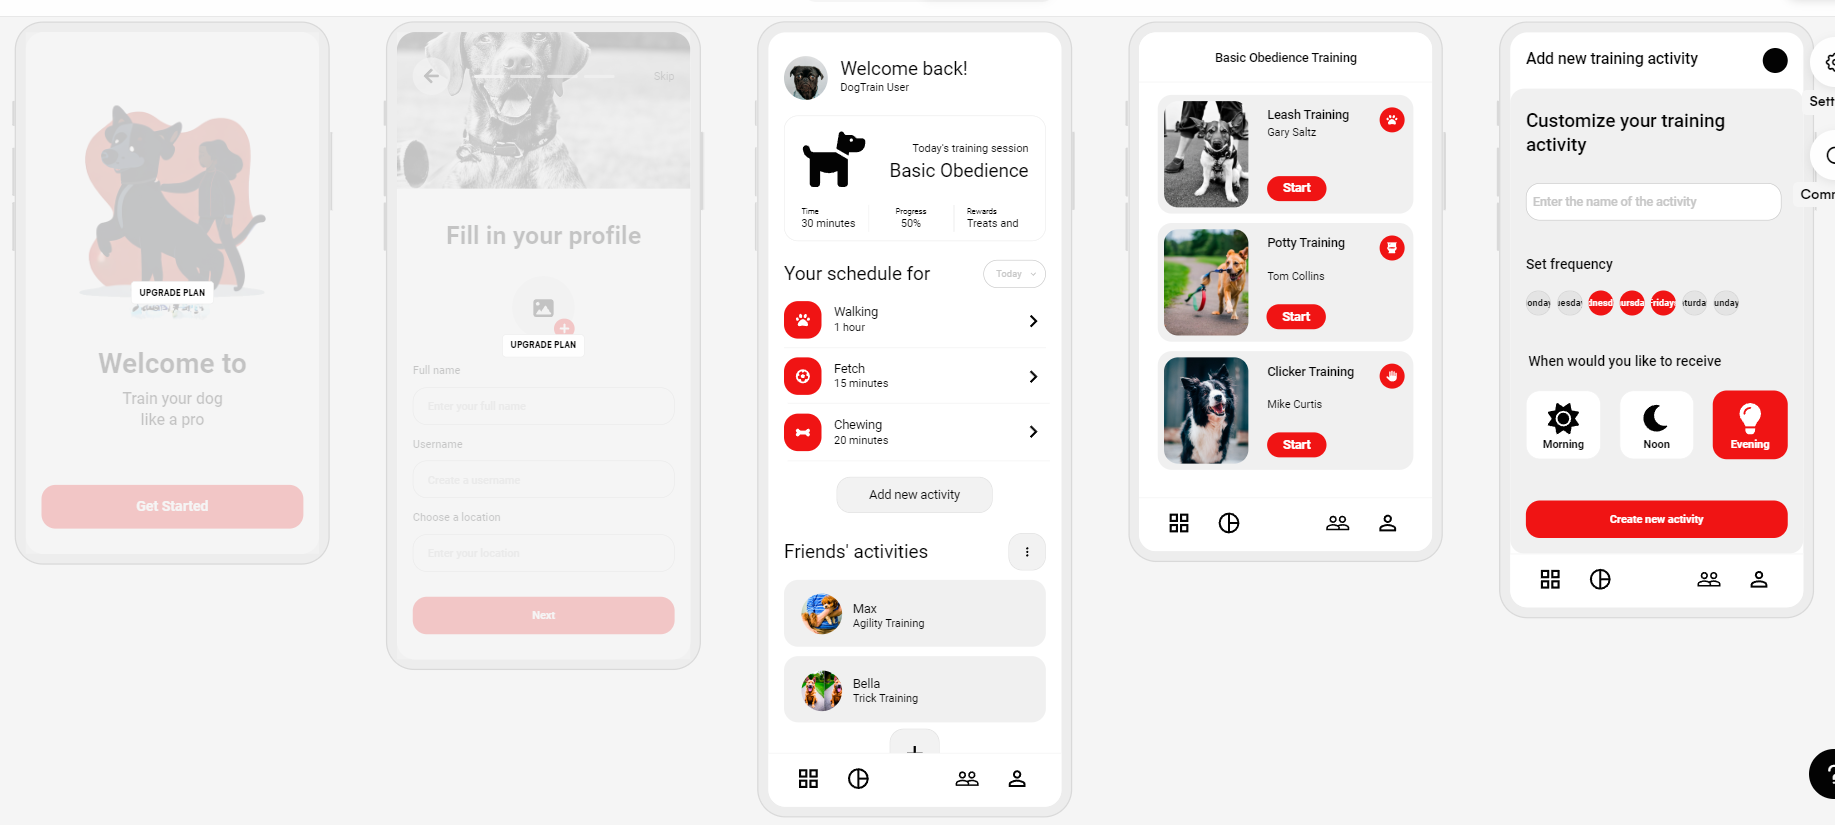 UPGRADE PLAN
Welcome to
Train your dog
like a pro
Get Started
Skip
Fill in your profile
UPGRADE PLAN
Full name
Enter your full name
Username
Create a username
Choose a location
Enter your location
Next
Welcome back!
DogTrain User
Today's training session
Basic Obedience
Time
30 minutes
Progress
50%
Rewards
Treats and
Your schedule for
Today
Walking
1 hour
Fetch
15 minutes
Chewing
20 minutes
Add new activity
Friends' activities
Max
Agility Training
Bella
Trick Training
Basic Obedience Training
Leash Training
Gary Saltz
Start
Potty Training
Tom Collins
Start
Clicker Training
Mike Curtis
Start
Add new training activity
Customize your training
activity
Enter the name of the activity
Set frequency
onday uesday dnesd ursda Fridays aturda unday
When would you like to receive
Morning Noon Evening
Create new activity
Sett
Comr
?